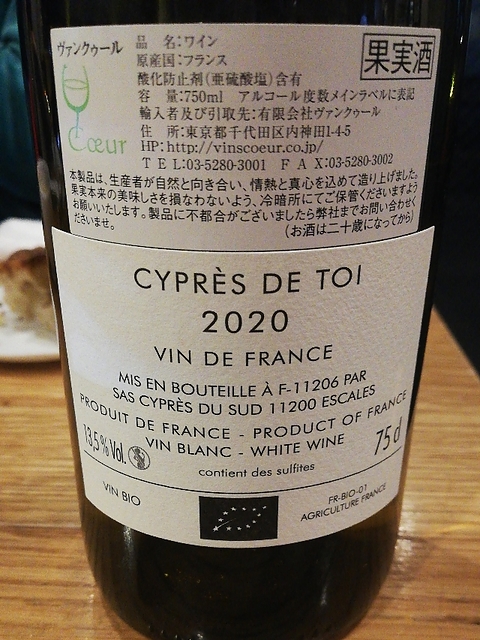 ヴァンクゥール
Cœur
品 名：ワイン
原産国：フランス
酸化防止剤(亜硫酸塩)含有
容 量：750ml アルコール度数メインラベルに表記
輸入者及び引取先：有限会社ヴァンクゥール
住 所：東京都千代田区内神田1-4-5
HP：http://vinscoeur.co.jp/
TEL：03-5280-3001 FAX：03-5280-3002
果実酒
本製品は、生産者が自然と向き合い、情熱と真心を込めて造り上げました。
果実本来の美味しさを損なわないよう、冷暗所にてご保管くださいますよう
お願いいたします。製品に不都合がございましたら弊社までお問い合わせく
ださいませ。 (お酒は二十歳になってから)
CYPRÈS DE TOI
2020
VIN DE FRANCE
MIS EN BOUTEILLE À F-11206 PAR
SAS CYPRÈS DU SUD 11200 ESCALES
PRODUIT DE FRANCE - PRODUCT OF FRANCE
13,5% Vol. VIN BLANC - WHITE WINE 75cl
contient des sulfites
VIN BIO
FR-BIO-01
AGRICULTURE FRANCE